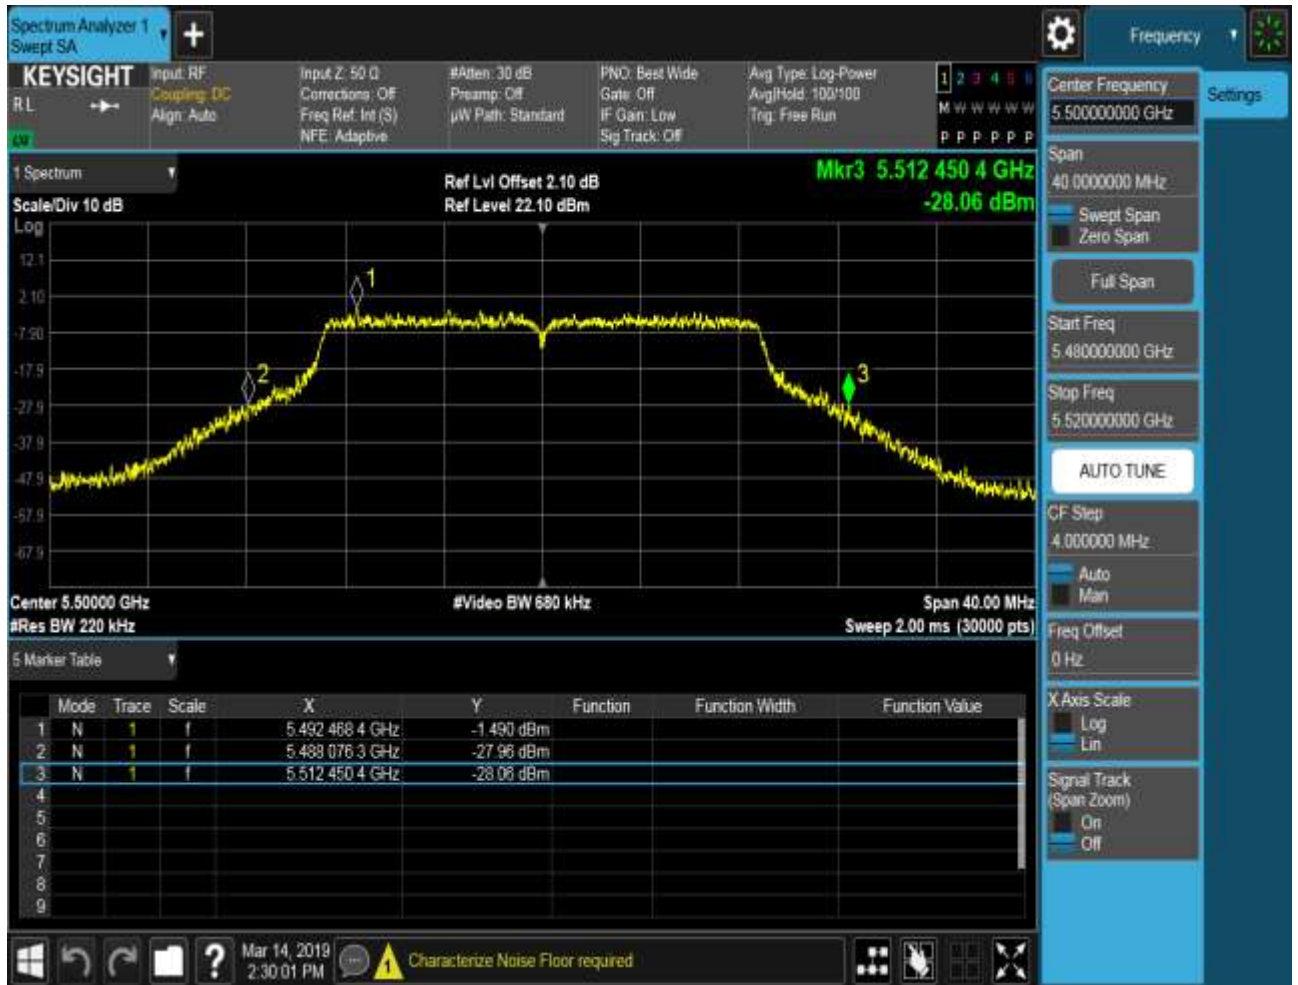 Spectrum Analyzer 1
Swept SA
+
Frequency
KEYSIGHT
RL
Input: RF
Coupling: DC
Align: Auto
Input Z: 50 Ω
Corrections: Off
Freq Ref: Int (S)
NFE: Adaptive
#Atten: 30 dB
Preamp: Off
µW Path: Standard
PNO: Best Wide
Gate: Off
IF Gain: Low
Sig Track: Off
Avg Type: Log-Power
Avg|Hold: 100/100
Trig: Free Run
1 2 3 4 5 6
M W W W W W
P P P P P P
1 Spectrum
Scale/Div 10 dB
Ref Lvl Offset 2.10 dB
Ref Level 22.10 dBm
Mkr3 5.512 450 4 GHz
-28.06 dBm
Log
12.1
2.10
-7.90
-17.9
-27.9
-37.9
-47.9
-57.9
-67.9
1
2
3
Center 5.50000 GHz
#Video BW 680 kHz
Span 40.00 MHz
#Res BW 220 kHz
Sweep 2.00 ms (30000 pts)
5 Marker Table
Mode Trace Scale X Y Function Function Width Function Value
1 N 1 f 5.492 468 4 GHz -1.490 dBm
2 N 1 f 5.488 076 3 GHz -27.96 dBm
3 N 1 f 5.512 450 4 GHz -28.06 dBm
4
5
6
7
8
9
Center Frequency
5.500000000 GHz
Settings
Span
40.0000000 MHz
Swept Span
Zero Span
Full Span
Start Freq
5.480000000 GHz
Stop Freq
5.520000000 GHz
AUTO TUNE
CF Step
4.000000 MHz
Auto
Man
Freq Offset
0 Hz
X Axis Scale
Log
Lin
Signal Track
(Span Zoom)
On
Off
?
Mar 14, 2019
2:30:01 PM
1
Characterize Noise Floor required